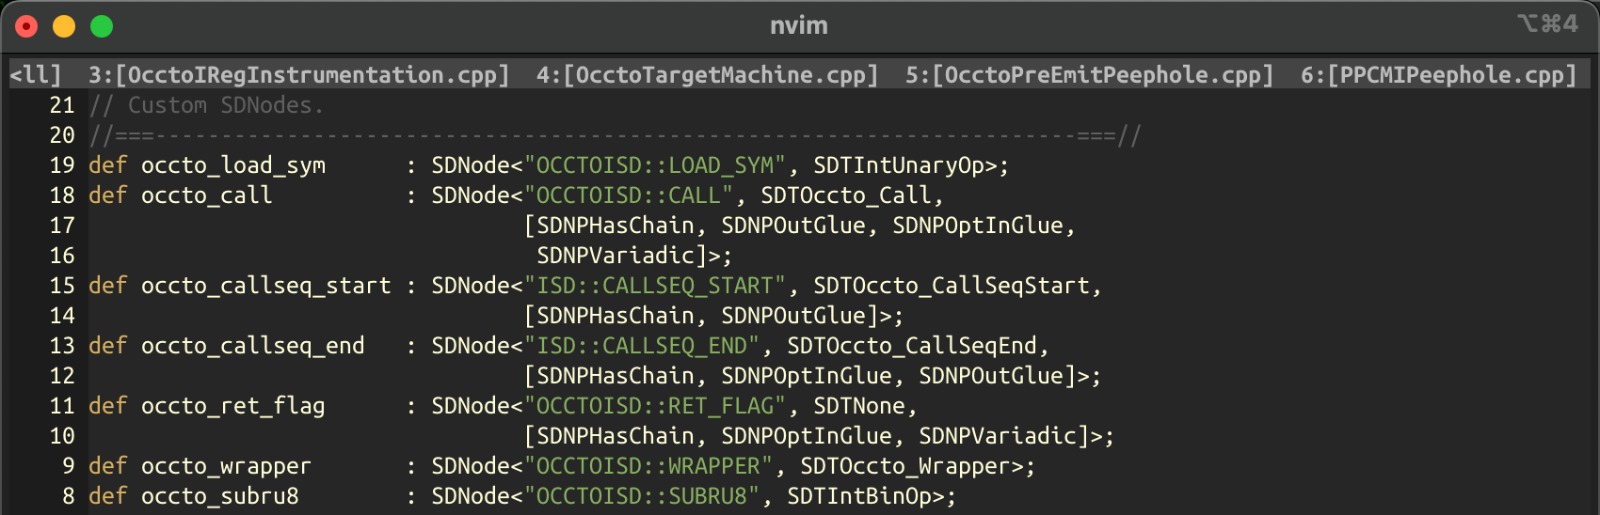 nvim
⌥⌘4
<ll]  3:[OcctoIRegInstrumentation.cpp]  4:[OcctoTargetMachine.cpp]  5:[OcctoPreEmitPeephole.cpp]  6:[PPCMIPeephole.cpp]
21 // Custom SDNodes.
20 //===----------------------------------------------------------------------===//
19 def occto_load_sym      : SDNode<"OCCTOISD::LOAD_SYM", SDTIntUnaryOp>;
18 def occto_call          : SDNode<"OCCTOISD::CALL", SDTOccto_Call,
17                                  [SDNPHasChain, SDNPOutGlue, SDNPOptInGlue,
16                                   SDNPVariadic]>;
15 def occto_callseq_start : SDNode<"ISD::CALLSEQ_START", SDTOccto_CallSeqStart,
14                                  [SDNPHasChain, SDNPOutGlue]>;
13 def occto_callseq_end   : SDNode<"ISD::CALLSEQ_END", SDTOccto_CallSeqEnd,
12                                  [SDNPHasChain, SDNPOptInGlue, SDNPOutGlue]>;
11 def occto_ret_flag      : SDNode<"OCCTOISD::RET_FLAG", SDTNone,
10                                  [SDNPHasChain, SDNPOptInGlue, SDNPVariadic]>;
9 def occto_wrapper       : SDNode<"OCCTOISD::WRAPPER", SDTOccto_Wrapper>;
8 def occto_subru8        : SDNode<"OCCTOISD::SUBRU8", SDTIntBinOp>;